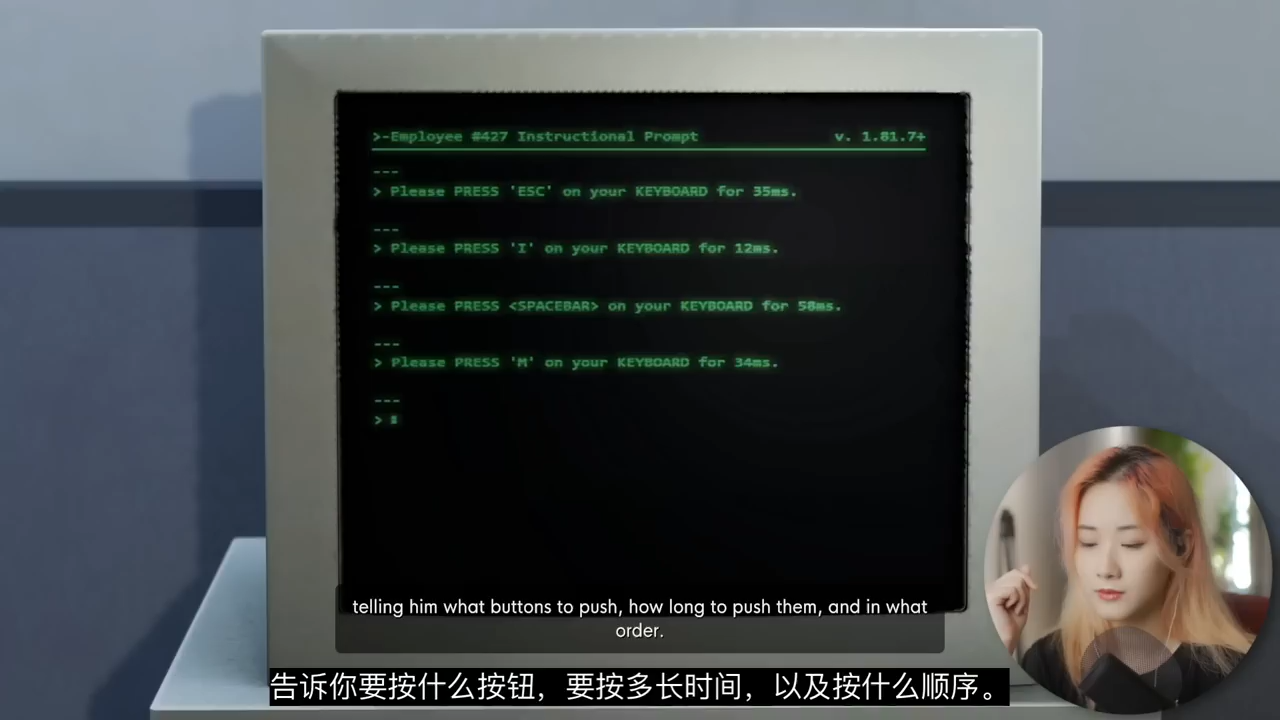 >-Employee #427 Instructional Prompt v. 1.81.7+
---
> Please PRESS 'ESC' on your KEYBOARD for 35ms.
---
> Please PRESS 'I' on your KEYBOARD for 12ms.
---
> Please PRESS <SPACEBAR> on your KEYBOARD for 58ms.
---
> Please PRESS 'M' on your KEYBOARD for 34ms.
---
>
telling him what buttons to push, how long to push them, and in what
order.
告诉你要按什么按钮，要按多长时间，以及按什么顺序。